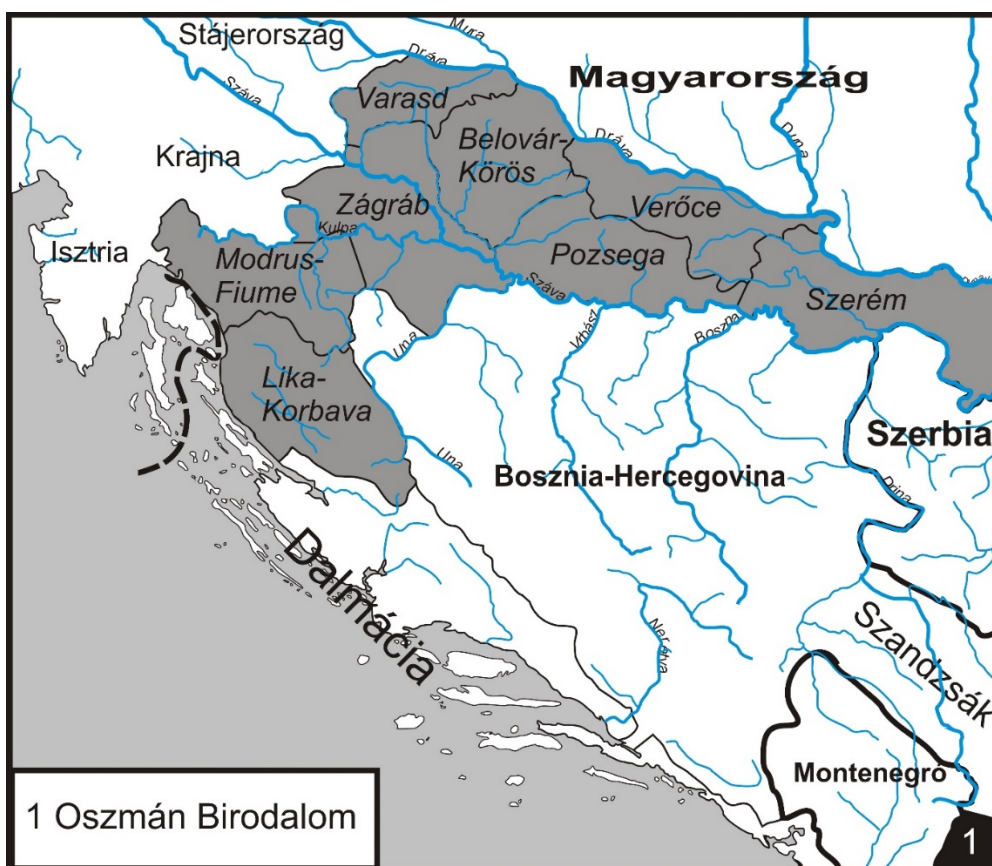 Stájerország
Mura
Dráva
Magyarország
Száva
Varasd
Duna
Belovár-
Körös
Dráva
Krajna
Zágráb
Verőce
Kulpa
Isztria
Modrus-
Fiume
Pozsega
Száva
Szerém
Una
Vrbász
Boszna
Lika-
Korbava
Szerbia
Una
Bosznia-Hercegovina
Drina
Dalmácia
Neretva
Szandzsák
Montenegró
1 Oszmán Birodalom
1